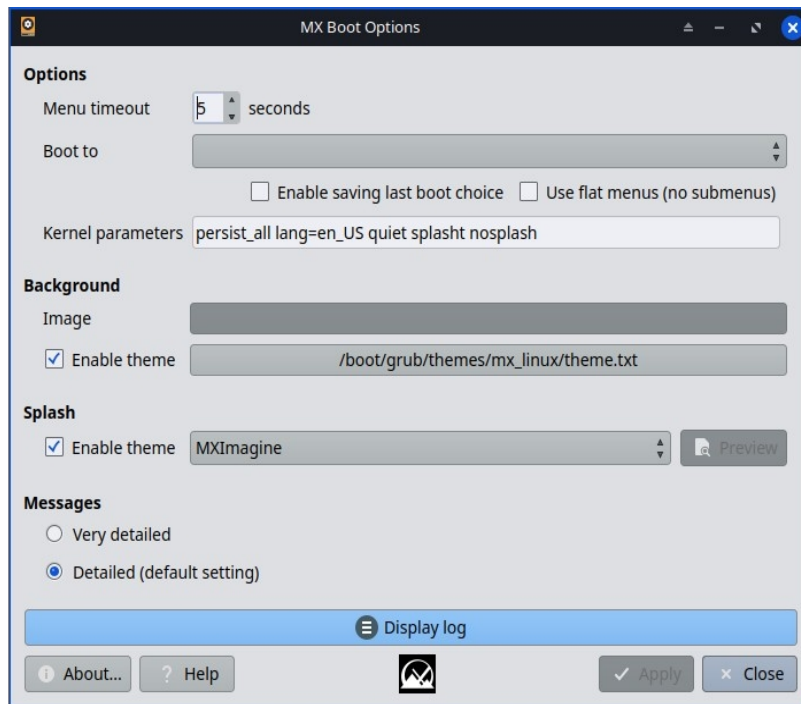 MX Boot Options
Options
Menu timeout 5 seconds
Boot to
Enable saving last boot choice Use flat menus (no submenus)
Kernel parameters persist_all lang=en_US quiet splasht nosplash
Background
Image
Enable theme /boot/grub/themes/mx_linux/theme.txt
Splash
Enable theme MXImagine Preview
Messages
Very detailed
Detailed (default setting)
Display log
About... Help Apply Close